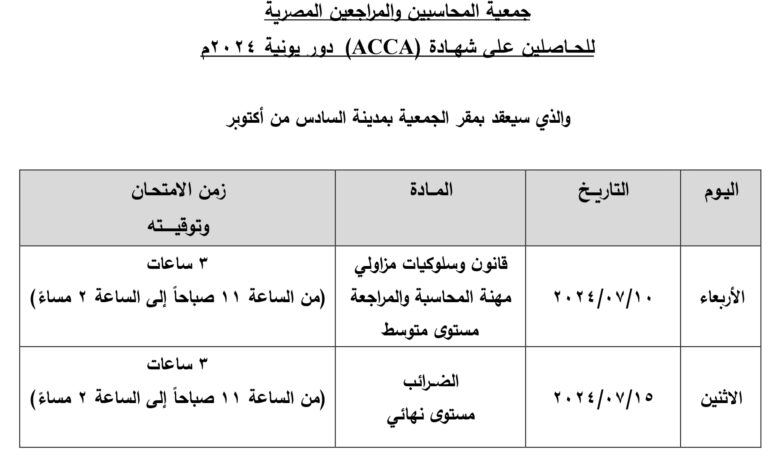 جمعية المحاسبين والمراجعين المصرية
للحاصلين على شهادة (ACCA) دور يونية ٢٠٢٤م
والذي سيعقد بمقر الجمعية بمدينة السادس من أكتوبر
اليوم
التاريخ
المادة
زمن الامتحان
وتوقيته
الأربعاء
٢٠٢٤/٠٧/١٠
قانون وسلوكيات مزاولي
مهنة المحاسبة والمراجعة
مستوى متوسط
٣ ساعات
(من الساعة ١١ صباحاً إلى الساعة ٢ مساءً)
الاثنين
٢٠٢٤/٠٧/١٥
الضرائب
مستوى نهائي
٣ ساعات
(من الساعة ١١ صباحاً إلى الساعة ٢ مساءً)